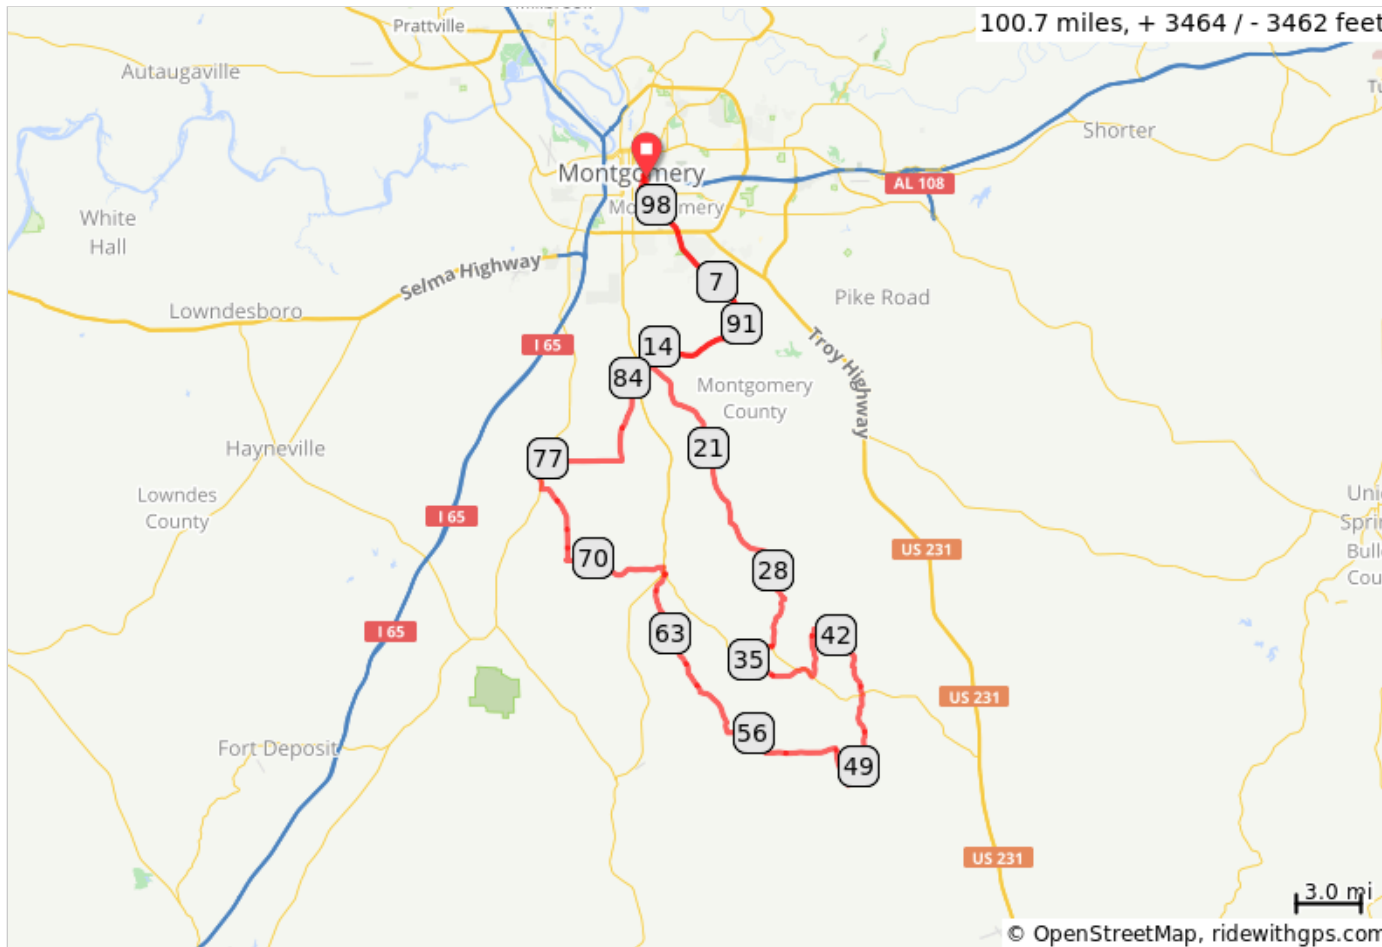 Prattville
100.7 miles, + 3464 / - 3462 feet
Autaugaville
Shorter
Montgomery
AL 108
98
White
Hall
Selma Highway
7
Lowndesboro
Pike Road
91
I 65
14
Troy Highway
84
Montgomery
County
Hayneville
77
21
Lowndes
County
I 65
US 231
70
28
I 65
63
42
35
US 231
56
Fort Deposit
49
US 231
3.0 mi
© OpenStreetMap, ridewithgps.com